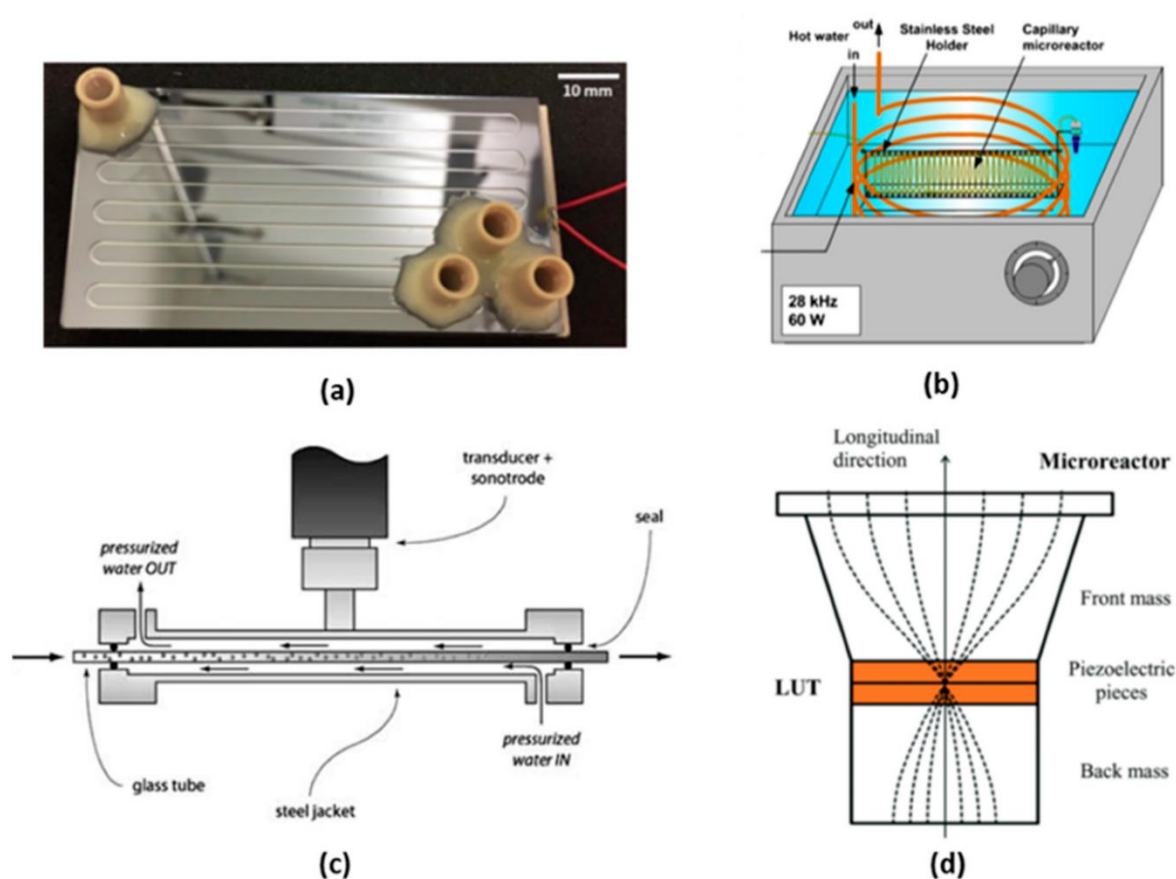 10 mm
(a)
out
Hot water
in
Stainless Steel
Holder
Capillary
microreactor
28 kHz
60 W
(b)
transducer +
sonotrode
seal
pressurized
water OUT
pressurized
water IN
glass tube
steel jacket
(c)
Longitudinal
direction
Microreactor
Front mass
LUT
Piezoelectric
pieces
Back mass
(d)